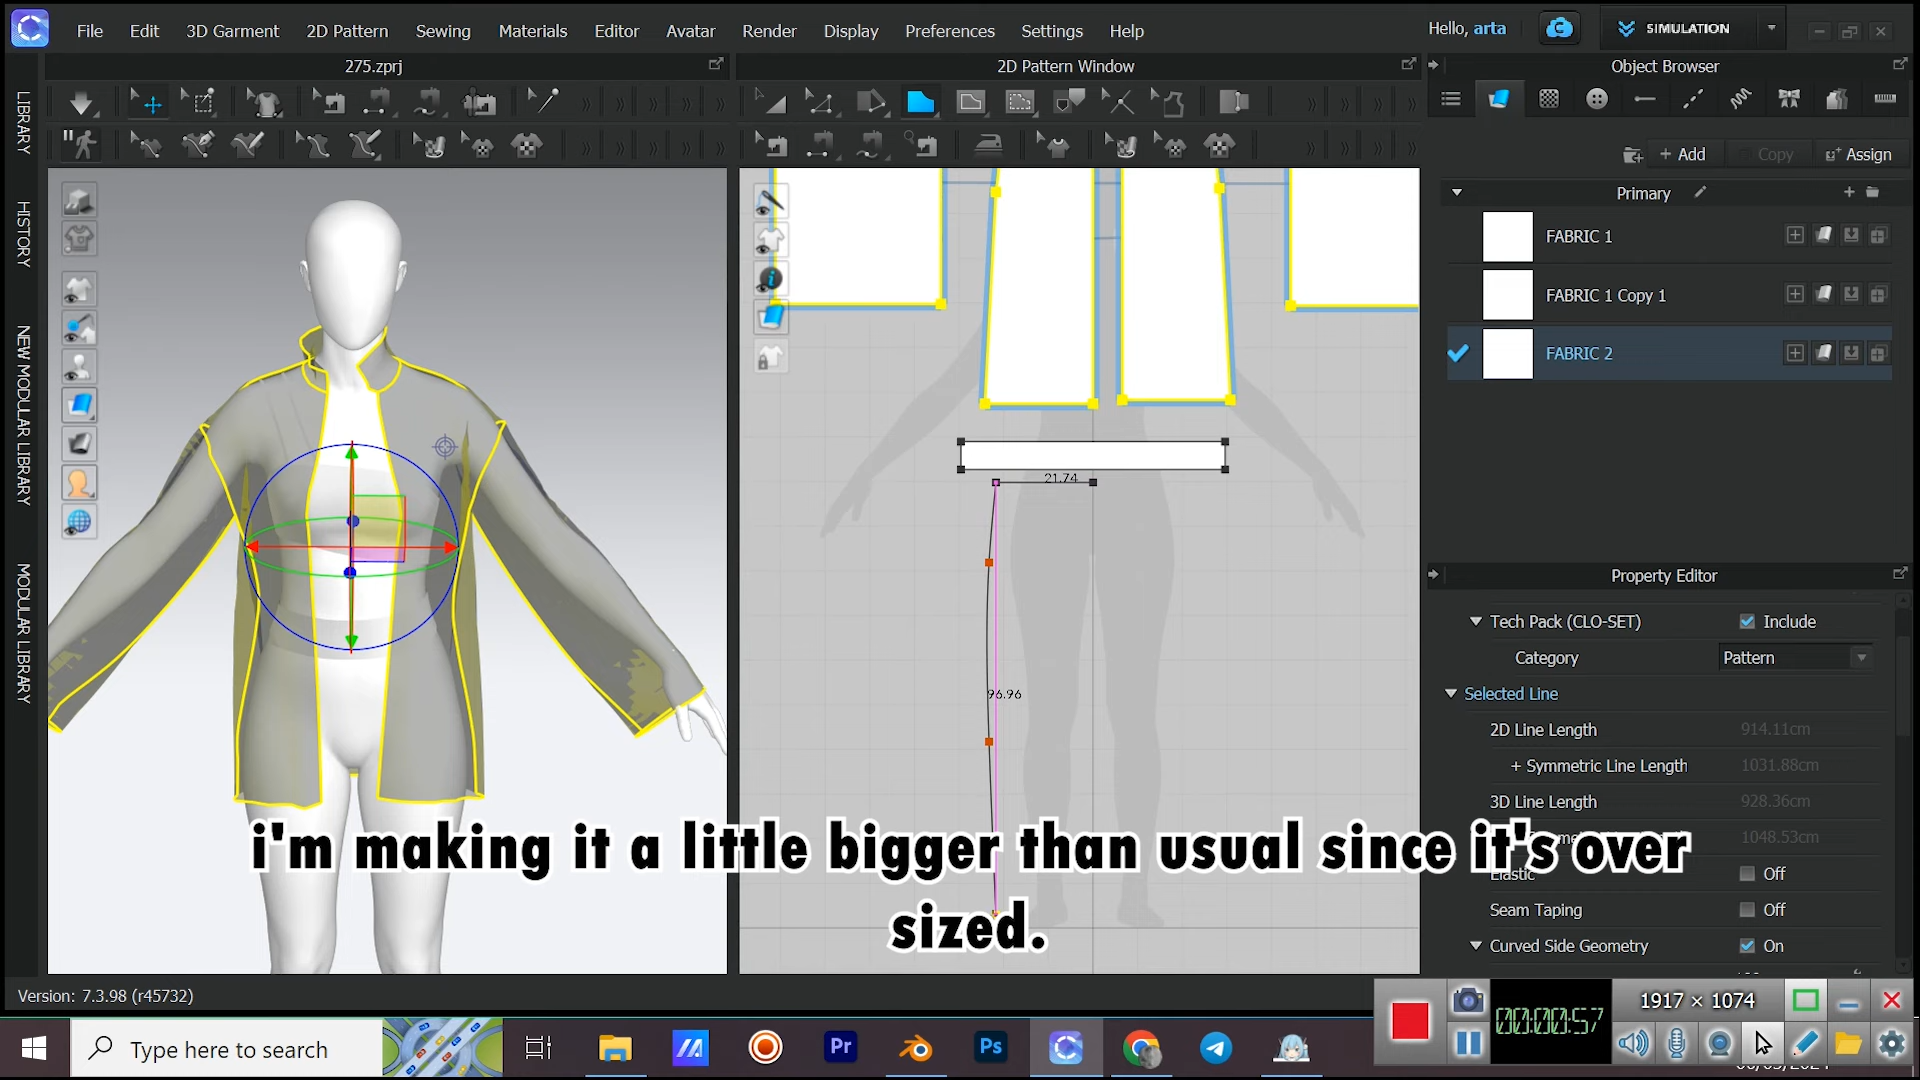 File Edit 3D Garment 2D Pattern Sewing Materials Editor Avatar Render Display Preferences Settings Help Hello, arta SIMULATION
275.zprj 2D Pattern Window Object Browser
+ Add Copy Assign
Primary
FABRIC 1
FABRIC 1 Copy 1
FABRIC 2
LIBRARY
HISTORY
NEW MODULAR LIBRARY
MODULAR LIBRARY
21.74
96.96
Property Editor
Tech Pack (CLO-SET) Include
Category Pattern
Selected Line
2D Line Length 914.11cm
+ Symmetric Line Length 1031.88cm
3D Line Length 928.36cm
1048.53cm
Elastic Off
Seam Taping Off
Curved Side Geometry On
i'm making it a little bigger than usual since it's over
sized.
Version: 7.3.98 (r45732)
1917 × 1074
00:00:57
Type here to search
Pr
Ps